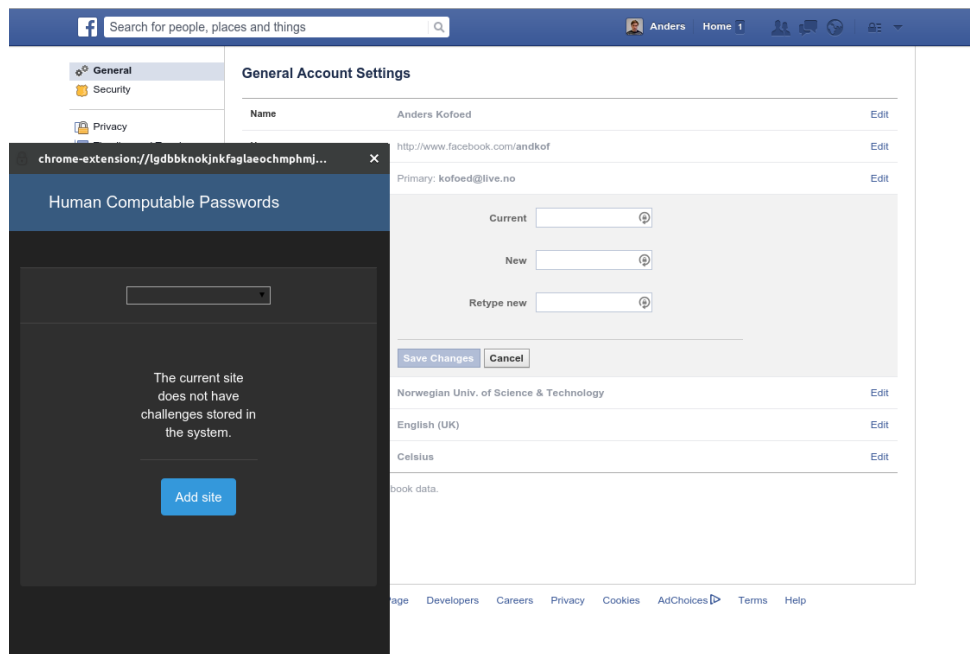 f Search for people, places and things
Anders Home 1
General
Security
Privacy
General Account Settings
Name Anders Kofoed Edit
http://www.facebook.com/andkof Edit
Primary: kofoed@live.no Edit
Current
New
Retype new
Save Changes Cancel
Norwegian Univ. of Science & Technology Edit
English (UK) Edit
Celsius Edit
book data.
chrome-extension://lgdbbknokjnkfaglaeochmphmj... ×
Human Computable Passwords
The current site
does not have
challenges stored in
the system.
Add site
age Developers Careers Privacy Cookies AdChoices Terms Help